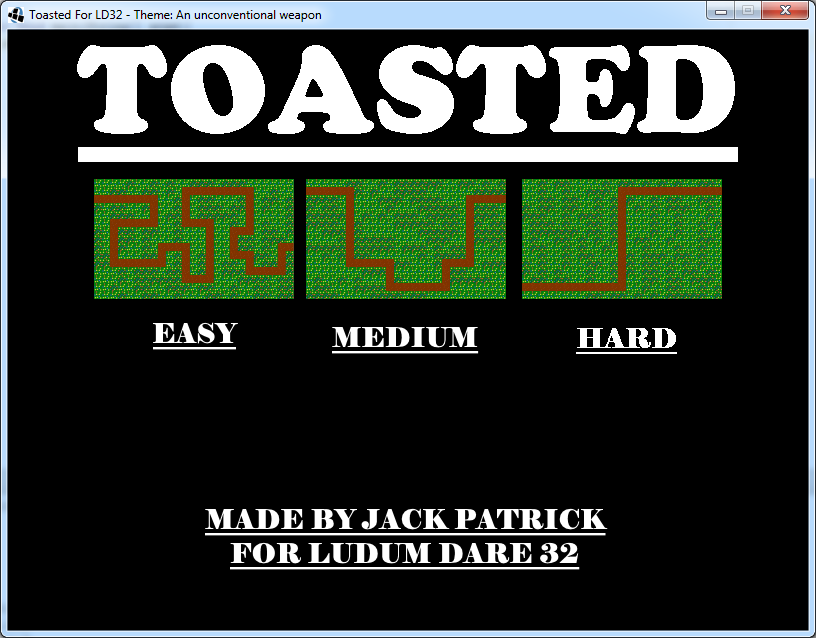 Toasted For LD32 - Theme: An unconventional weapon
TOASTED
EASY
MEDIUM
HARD
MADE BY JACK PATRICK
FOR LUDUM DARE 32